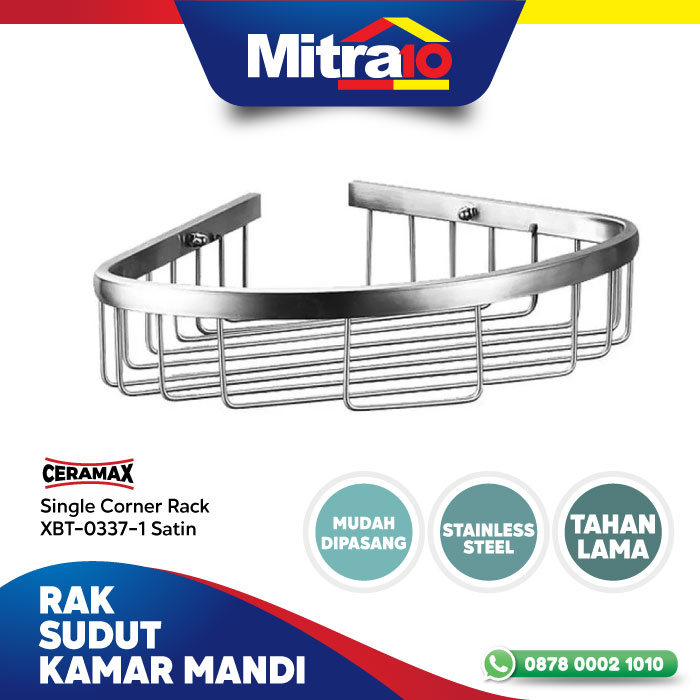 Mitra10
CERAMAX
Single Corner Rack
XBT-0337-1 Satin
MUDAH
DIPASANG
STAINLESS
STEEL
TAHAN
LAMA
RAK
SUDUT
KAMAR MANDI
0878 0002 1010